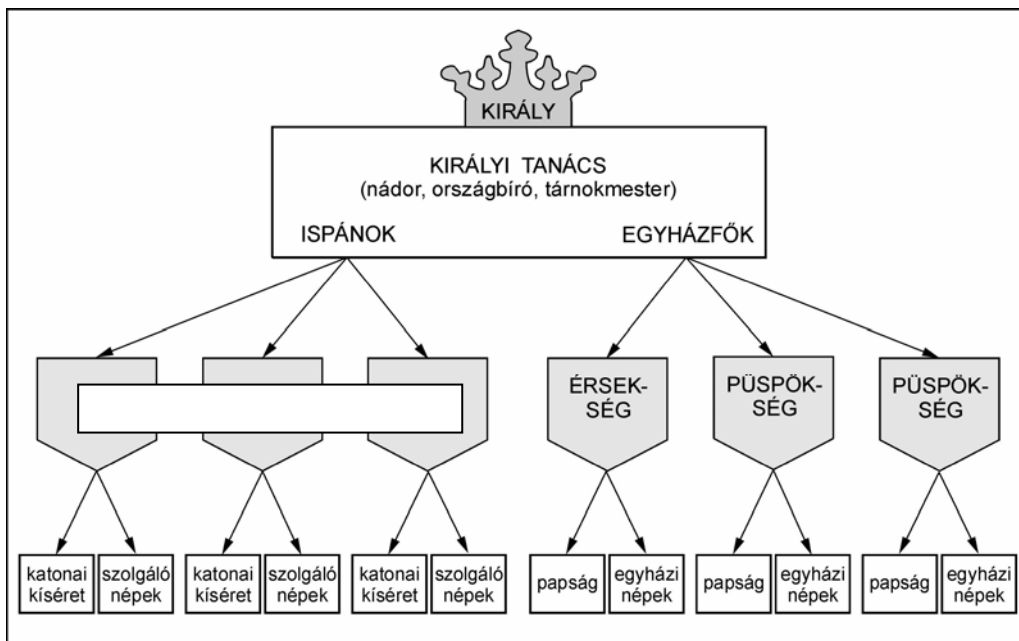 KIRÁLY
KIRÁLYI TANÁCS
(nádor, országbíró, tárnokmester)
ISPÁNOK
EGYHÁZFŐK
ÉRSEK-
SÉG
PÜSPÖK-
SÉG
PÜSPÖK-
SÉG
katonai
kíséret
szolgáló
népek
katonai
kíséret
szolgáló
népek
katonai
kíséret
szolgáló
népek
papság
egyházi
népek
papság
egyházi
népek
papság
egyházi
népek